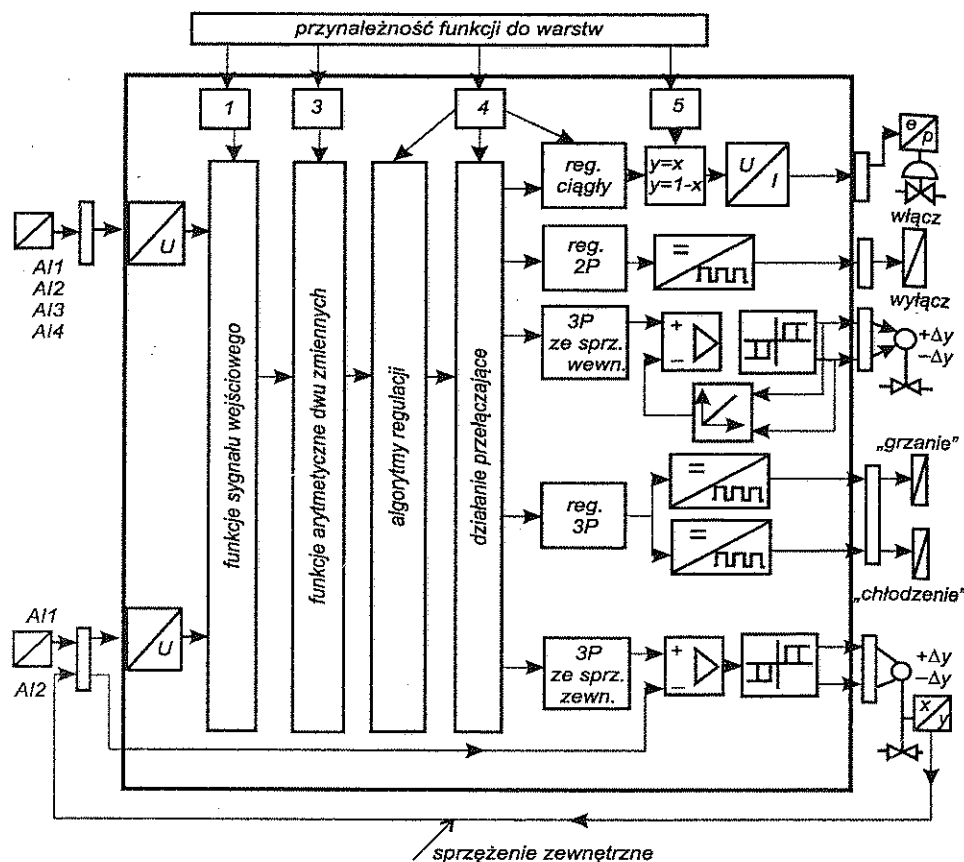 przynależność funkcji do warstw
1
3
4
5
funkcje sygnału wejściowego
funkcje arytmetyczne dwu zmiennych
algorytmy regulacji
działanie przełączające
AI1
AI2
AI3
AI4
U
reg.
ciągły
y=x
y=1-x
U
I
e
p
włącz
reg.
2P
=
wyłącz
3P
ze sprz.
wewn.
+
−
+Δy
−Δy
reg.
3P
=
=
„grzanie”
„chłodzenie”
AI1
AI2
U
3P
ze sprz.
zewn.
+
−
+Δy
−Δy
x
y
sprzężenie zewnętrzne